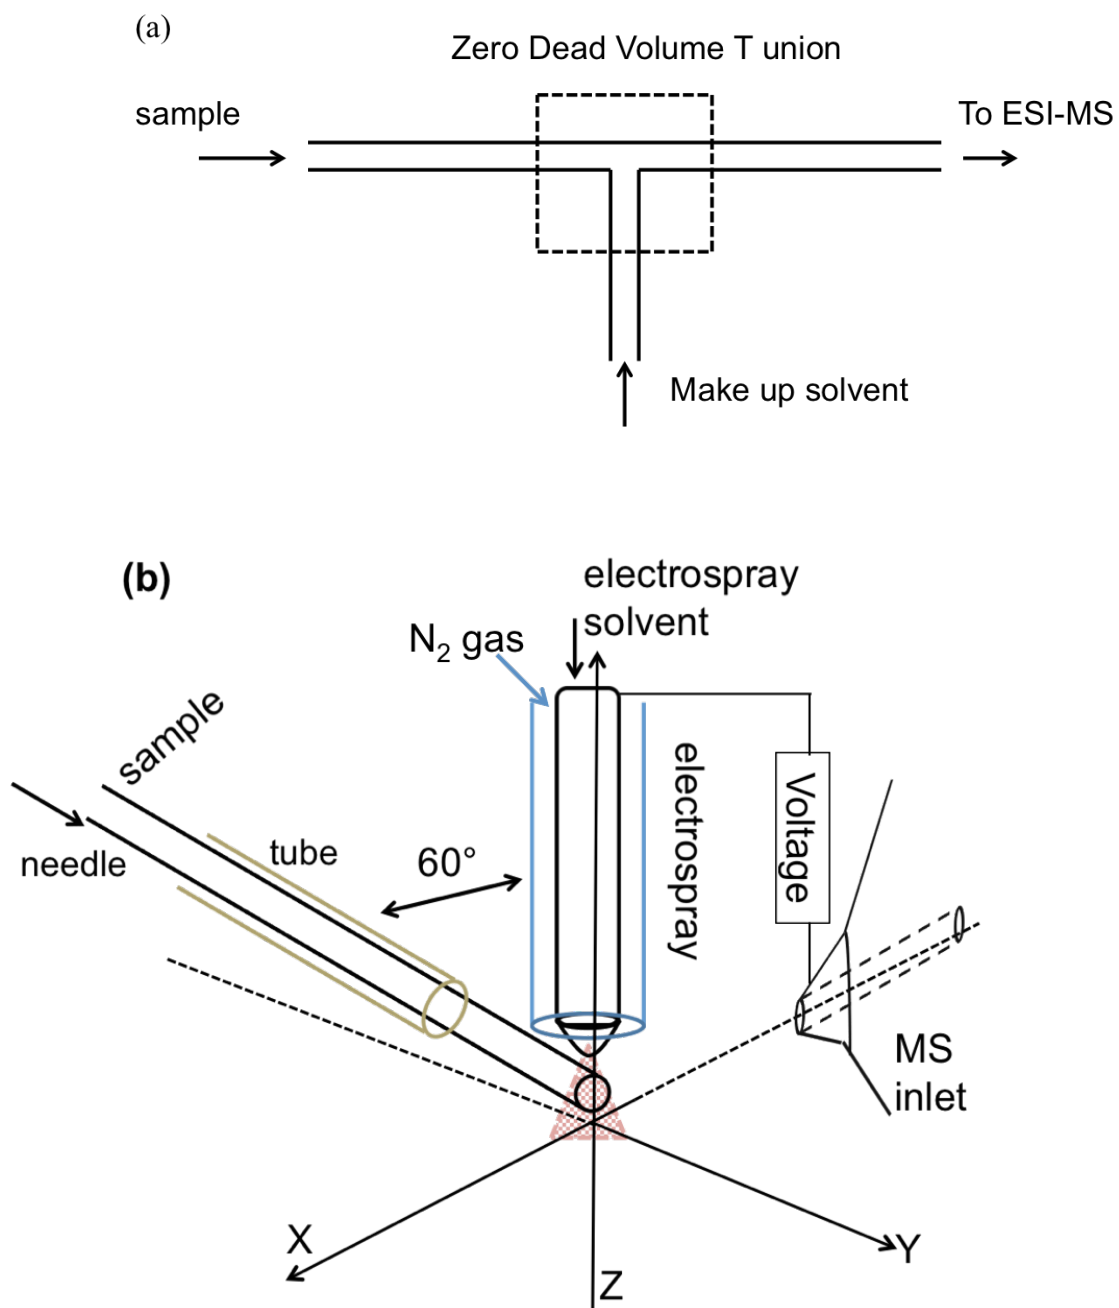 (a)
Zero Dead Volume T union
sample
To ESI-MS
Make up solvent
(b)
electrospray
solvent
N₂ gas
sample
needle
tube
60°
electrospray
Voltage
MS
inlet
X
Y
Z